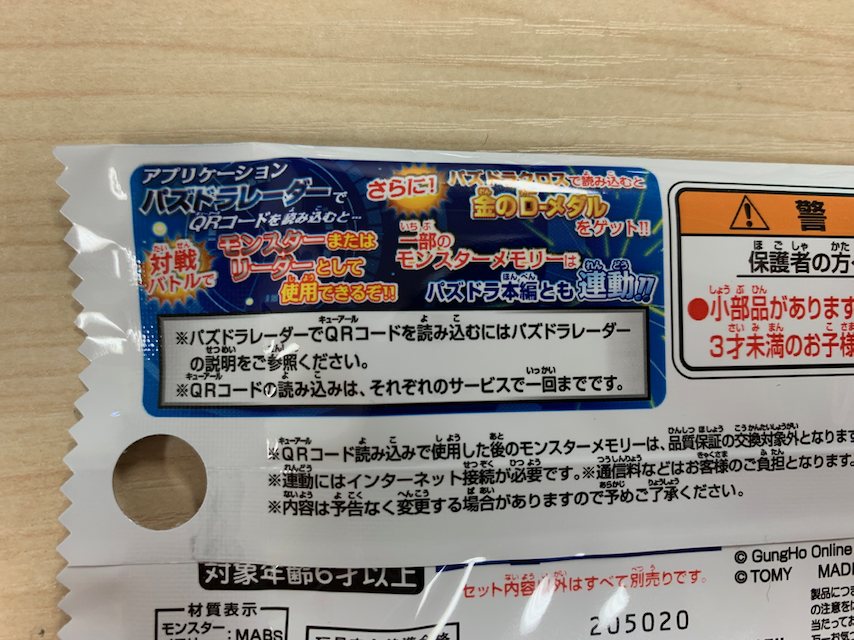 アプリケーション
パズドラレーダーで
QRコードを読み込むと…
対戦バトルで
モンスターまたは
リーダーとして
使用できるぞ!!
さらに!
パズドラクロスで読み込むと
金のD-メダル
をゲット!!
一部の
モンスターメモリーは
パズドラ本編とも連動!!
※パズドラレーダーでQRコードを読み込むにはパズドラレーダー
の説明をご参照ください。
※QRコードの読み込みは、それぞれのサービスで一回までです。
※QRコード読み込みで使用した後のモンスターメモリーは、品質保証の交換対象外となります
※連動にはインターネット接続が必要です。※通信料などはお客様のご負担となります。
※内容は予告なく変更する場合がありますので予めご了承ください。
警
保護者の方へ
●小部品があります
3才未満のお子様
対象年齢6才以上
セット内容以外はすべて別売りです。
© GungHo Online
© TOMY MADE
材質表示
モンスター
:MABS
205020
製品につき
の注意を
当たって